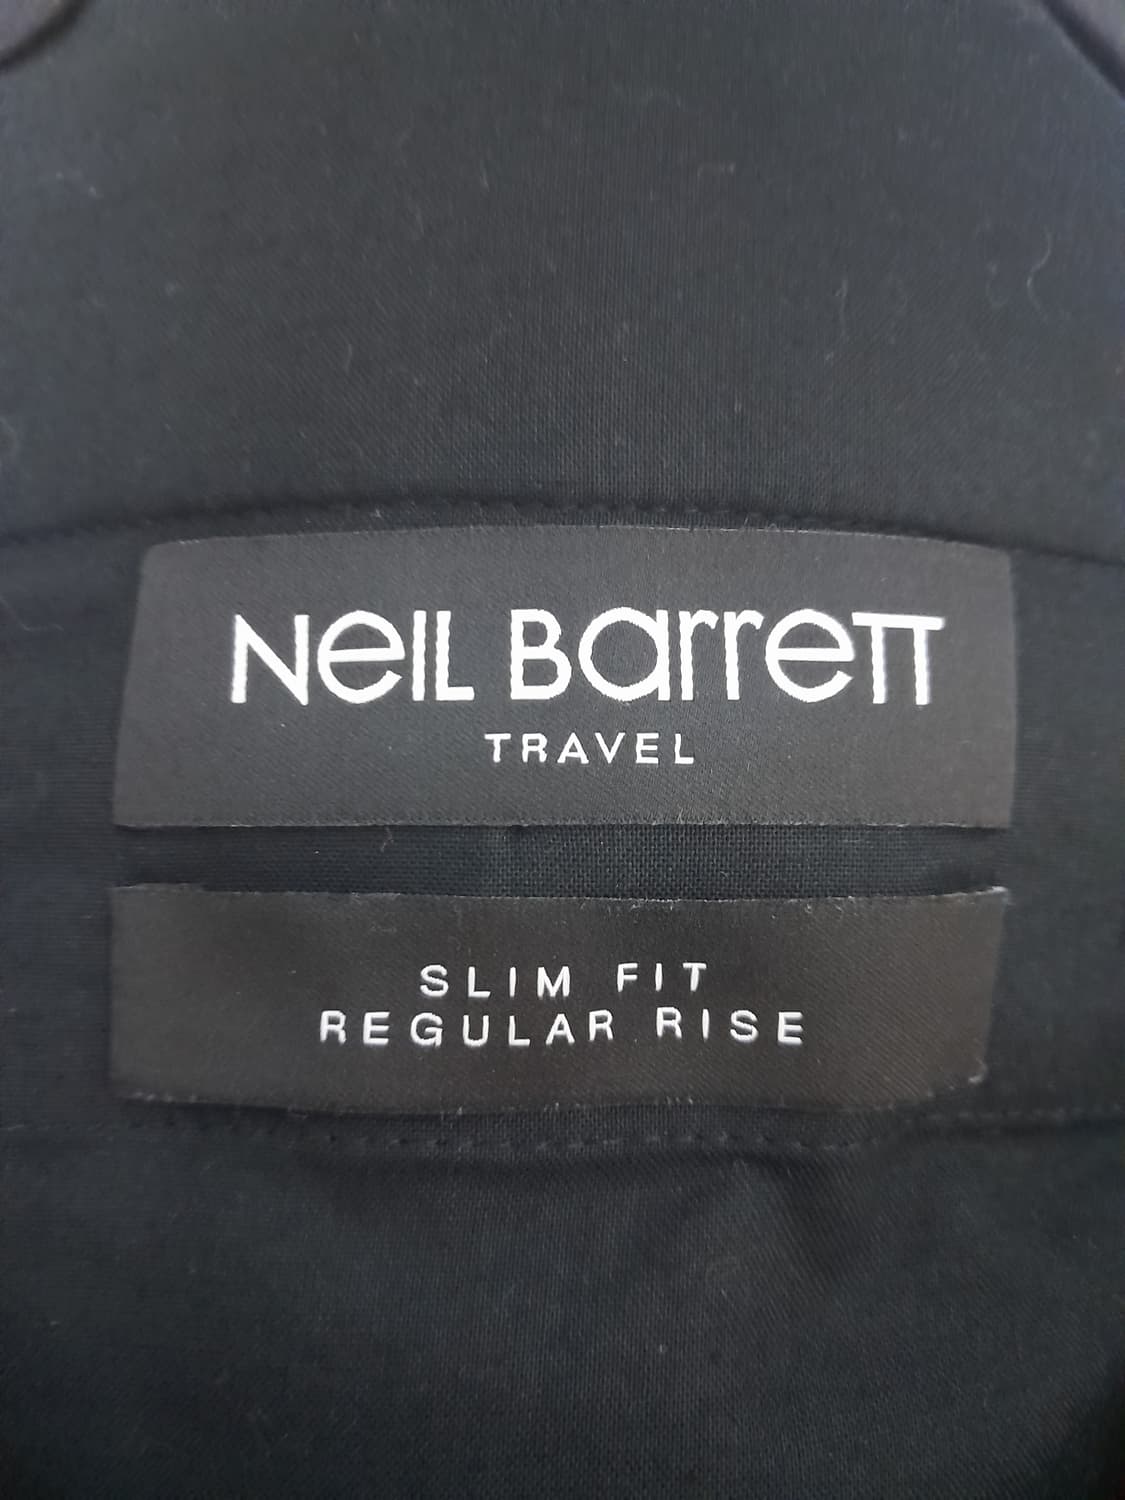 Neil Barrett
TRAVEL
SLIM FIT
REGULAR RISE